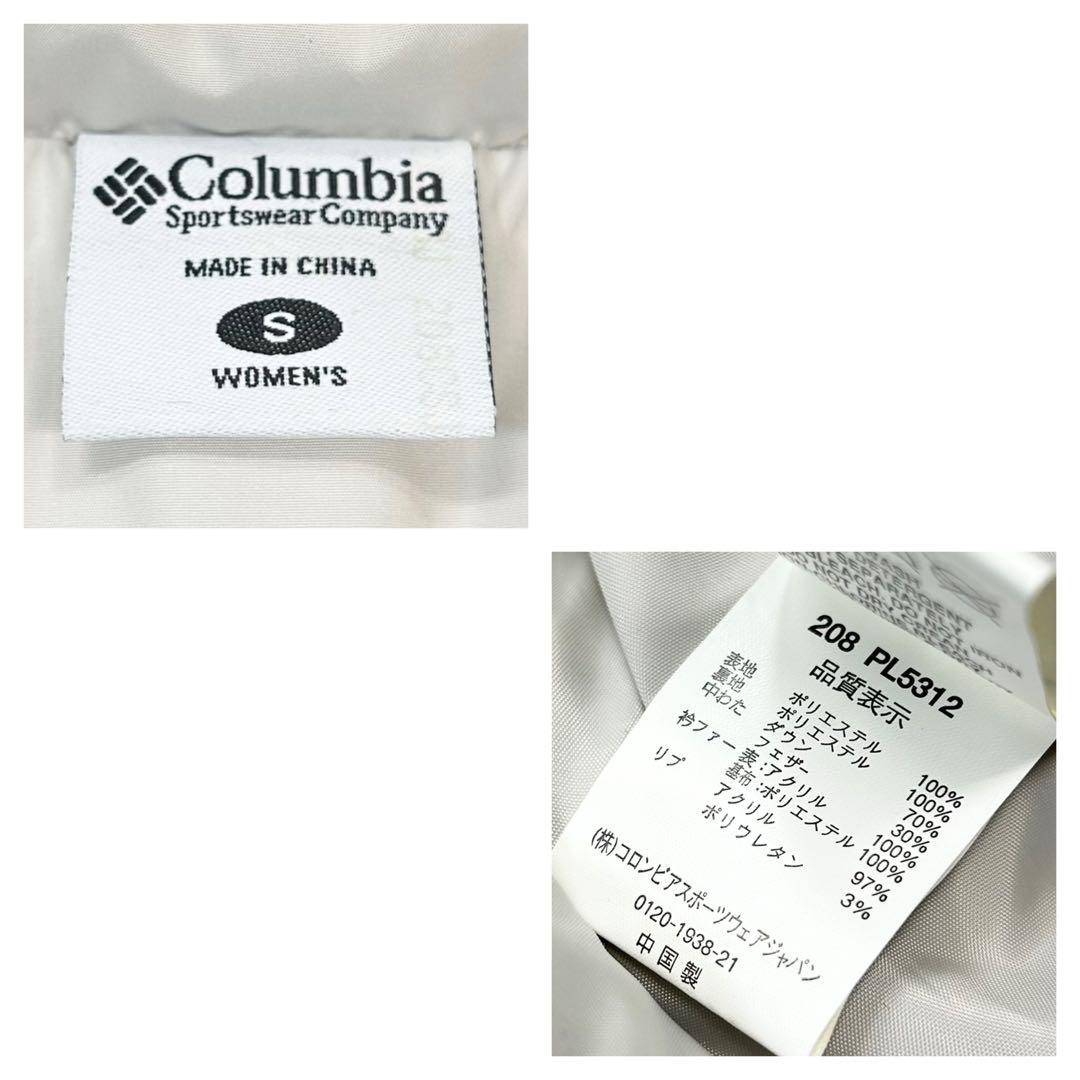 Columbia
Sportswear Company
MADE IN CHINA
S
WOMEN'S
DO NOT DRY
208 PL5312
品質表示
表地 ポリエステル 100%
裏地 ポリエステル 100%
中わた ダウン 70%
フェザー 30%
衿ファー 表:アクリル 100%
基布:ポリエステル 100%
リブ アクリル 97%
ポリウレタン 3%
(株)コロンビアスポーツウェアジャパン
0120-1938-21
中国製